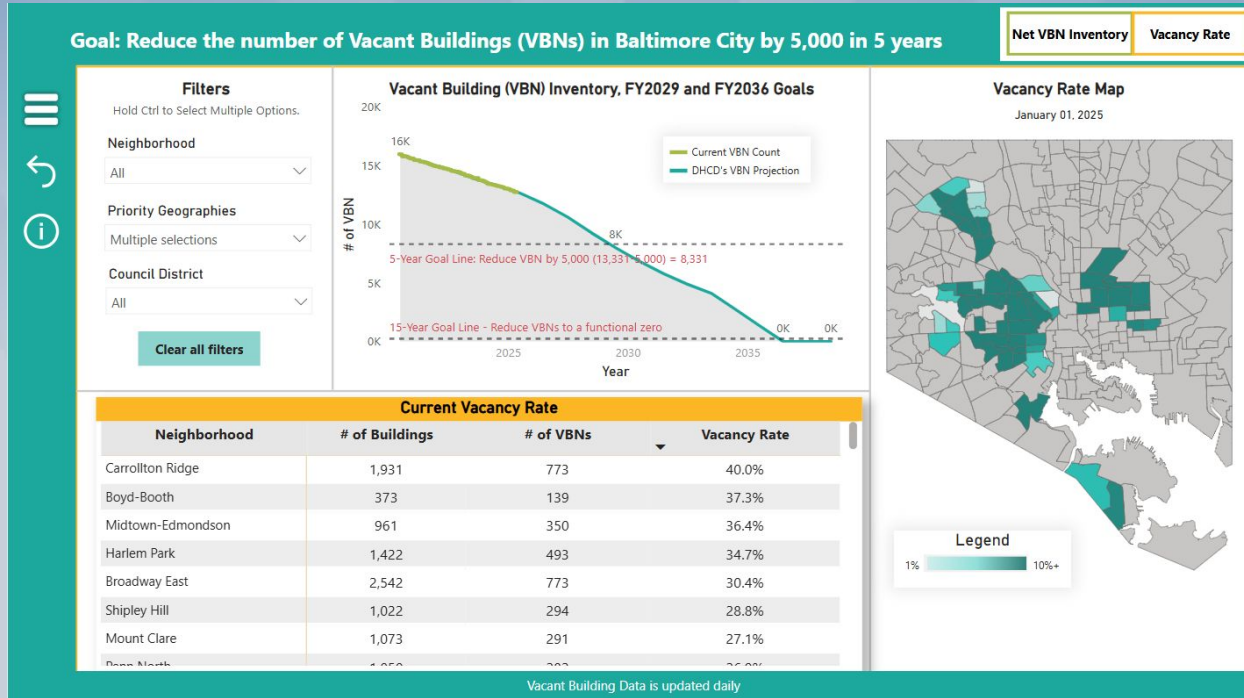 Goal: Reduce the number of Vacant Buildings (VBNs) in Baltimore City by 5,000 in 5 years
Net VBN Inventory
Vacancy Rate
Filters
Hold Ctrl to Select Multiple Options.
Neighborhood
All
Priority Geographies
Multiple selections
Council District
All
Clear all filters
Vacant Building (VBN) Inventory, FY2029 and FY2036 Goals
20K
16K
Current VBN Count
DHCD's VBN Projection
15K
# of VBN
10K
8K
5-Year Goal Line: Reduce VBN by 5,000 (13,331-5,000) = 8,331
5K
15-Year Goal Line - Reduce VBNs to a functional zero
0K 0K
0K
2025 2030 2035
Year
Vacancy Rate Map
January 01, 2025
Legend
1% 10%+
Current Vacancy Rate
Neighborhood # of Buildings # of VBNs Vacancy Rate
Carrollton Ridge 1,931 773 40.0%
Boyd-Booth 373 139 37.3%
Midtown-Edmondson 961 350 36.4%
Harlem Park 1,422 493 34.7%
Broadway East 2,542 773 30.4%
Shipley Hill 1,022 294 28.8%
Mount Clare 1,073 291 27.1%
Penn North
Vacant Building Data is updated daily